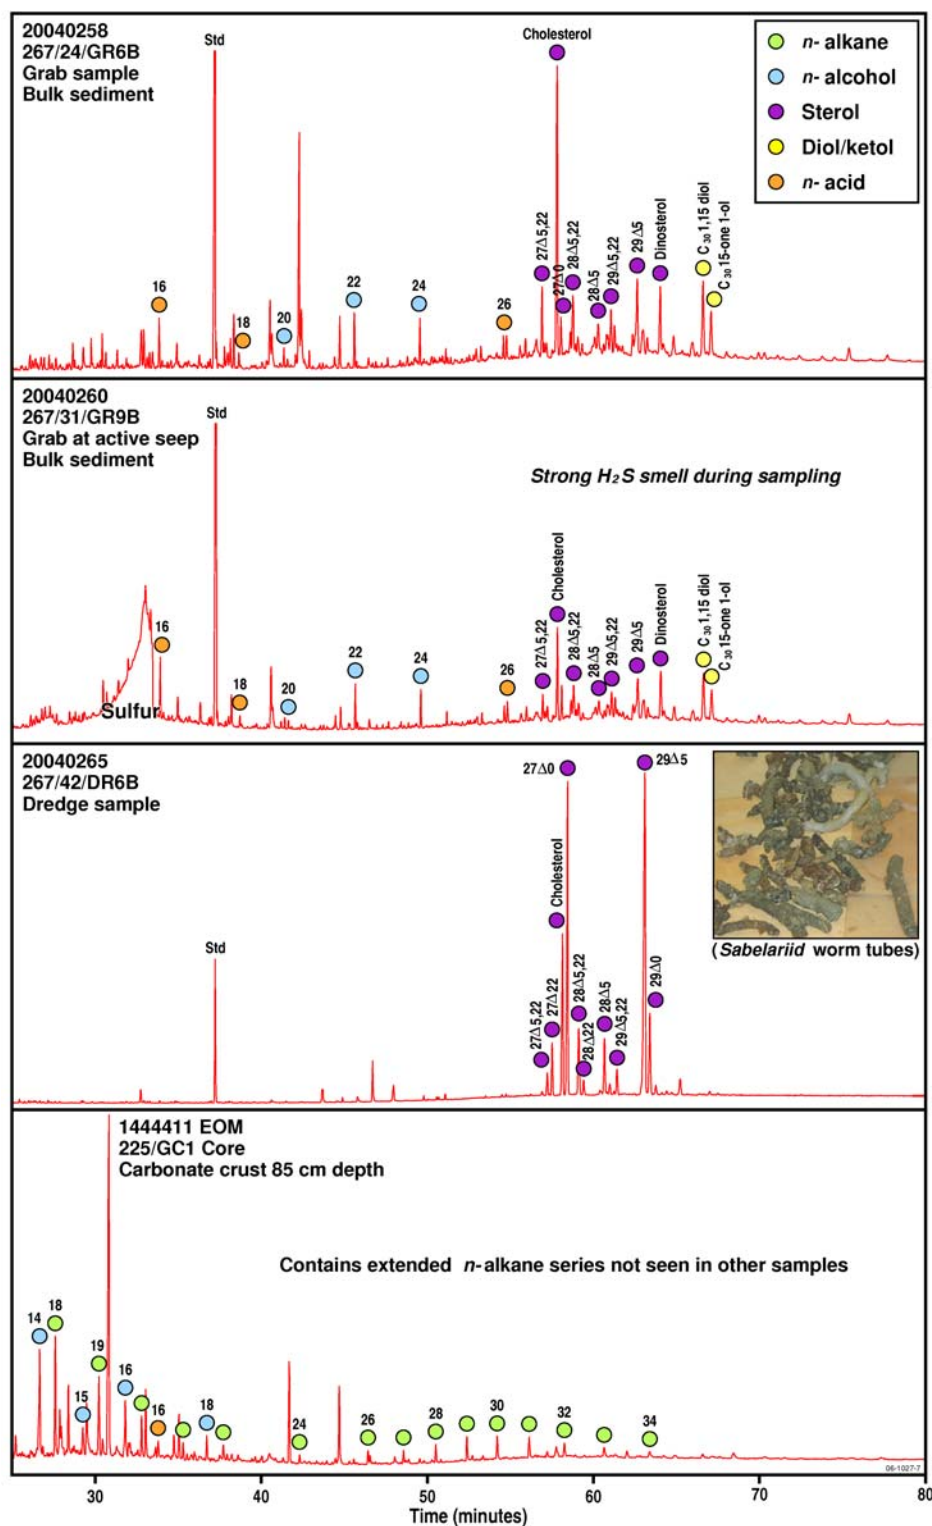 20040258
267/24/GR6B
Grab sample
Bulk sediment
Std
Cholesterol
n- alkane
n- alcohol
Sterol
Diol/ketol
n- acid
16
18
20
22
24
26
27Δ5,22
27Δ0
28Δ5,22
28Δ5
29Δ5,22
29Δ5
Dinosterol
C30 1,15 diol
C30 15-one 1-ol
20040260
267/31/GR9B
Grab at active seep
Bulk sediment
Std
Strong H2S smell during sampling
Sulfur
16
18
20
22
24
26
27Δ5,22
Cholesterol
28Δ5,22
28Δ5
29Δ5,22
29Δ5
Dinosterol
C30 1,15 diol
C30 15-one 1-ol
20040265
267/42/DR6B
Dredge sample
Std
27Δ5,22
27Δ22
Cholesterol
27Δ0
28Δ5,22
28Δ22
28Δ5
29Δ5,22
29Δ5
29Δ0
(Sabelariid worm tubes)
1444411 EOM
225/GC1 Core
Carbonate crust 85 cm depth
Contains extended n-alkane series not seen in other samples
14
18
15
19
16
16
18
24
26
28
30
32
34
06-1027-7
30
40
50
60
70
80
Time (minutes)